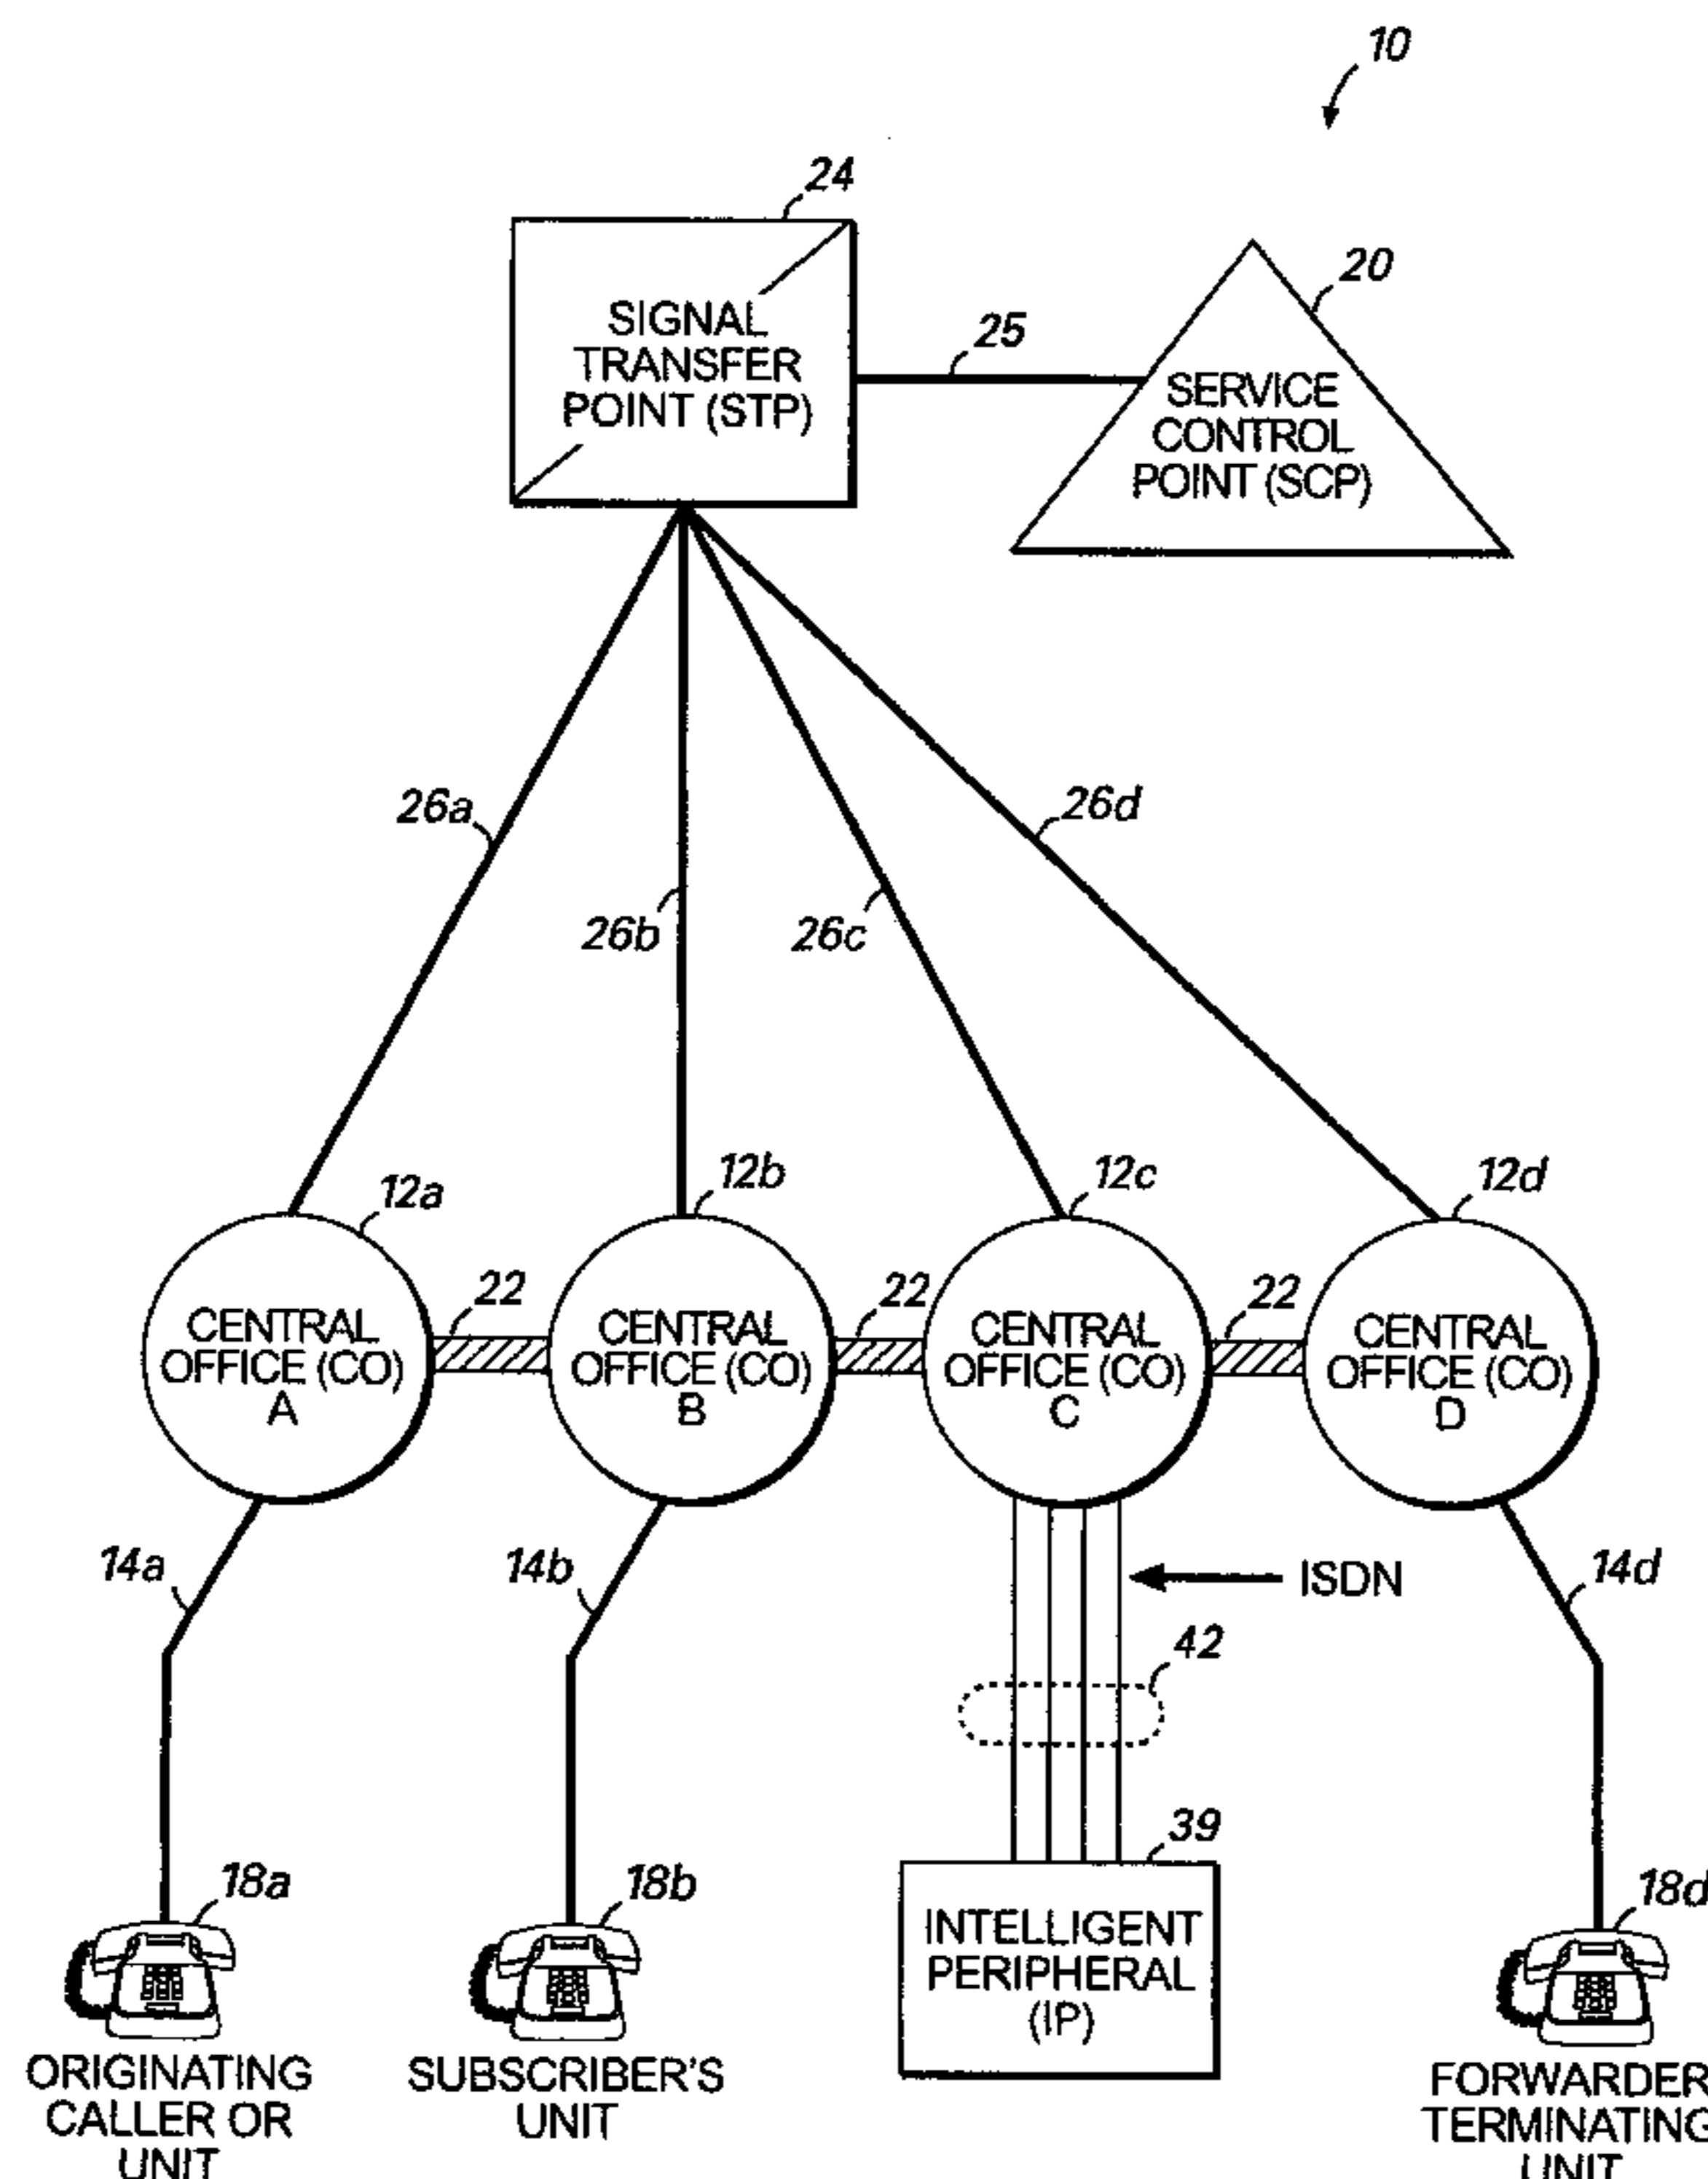 10
24
SIGNAL
TRANSFER
POINT (STP)
25
20
SERVICE
CONTROL
POINT (SCP)
26a
26b
26c
26d
12a
12b
12c
12d
CENTRAL
OFFICE (CO)
A
22
CENTRAL
OFFICE (CO)
B
22
CENTRAL
OFFICE (CO)
C
22
CENTRAL
OFFICE (CO)
D
14a
14b
ISDN
14d
42
39
18a
18b
18d
INTELLIGENT
PERIPHERAL
(IP)
ORIGINATING
CALLER OR
UNIT
SUBSCRIBER'S
UNIT
FORWARDER
TERMINATING
UNIT